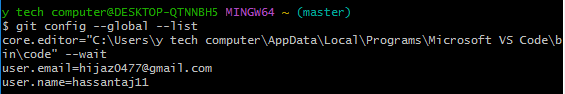 y tech computer@DESKTOP-QTNNBH5 MINGW64 ~ (master)
$ git config --global --list
core.editor="C:\Users\y tech computer\AppData\Local\Programs\Microsoft VS Code\b
in\code" --wait
user.email=hijaz0477@gmail.com
user.name=hassantaj11